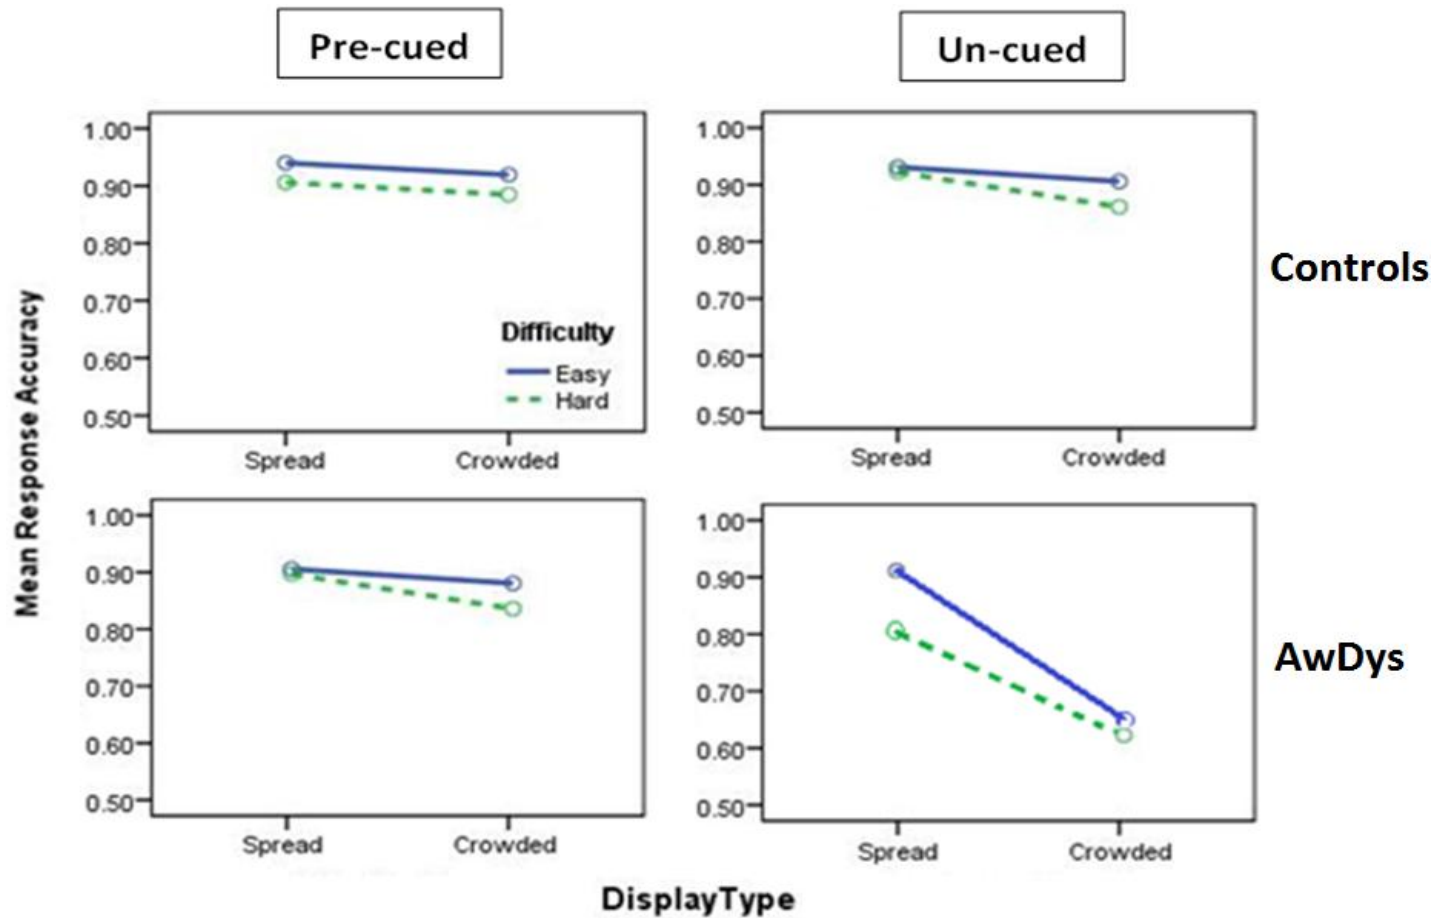 Pre-cued
Un-cued
1.00
0.90
0.80
0.70
0.60
0.50
Difficulty
Easy
Hard
Spread
Crowded
1.00
0.90
0.80
0.70
0.60
0.50
Spread
Crowded
Controls
Mean Response Accuracy
1.00
0.90
0.80
0.70
0.60
0.50
Spread
Crowded
1.00
0.90
0.80
0.70
0.60
0.50
Spread
Crowded
AwDys
DisplayType